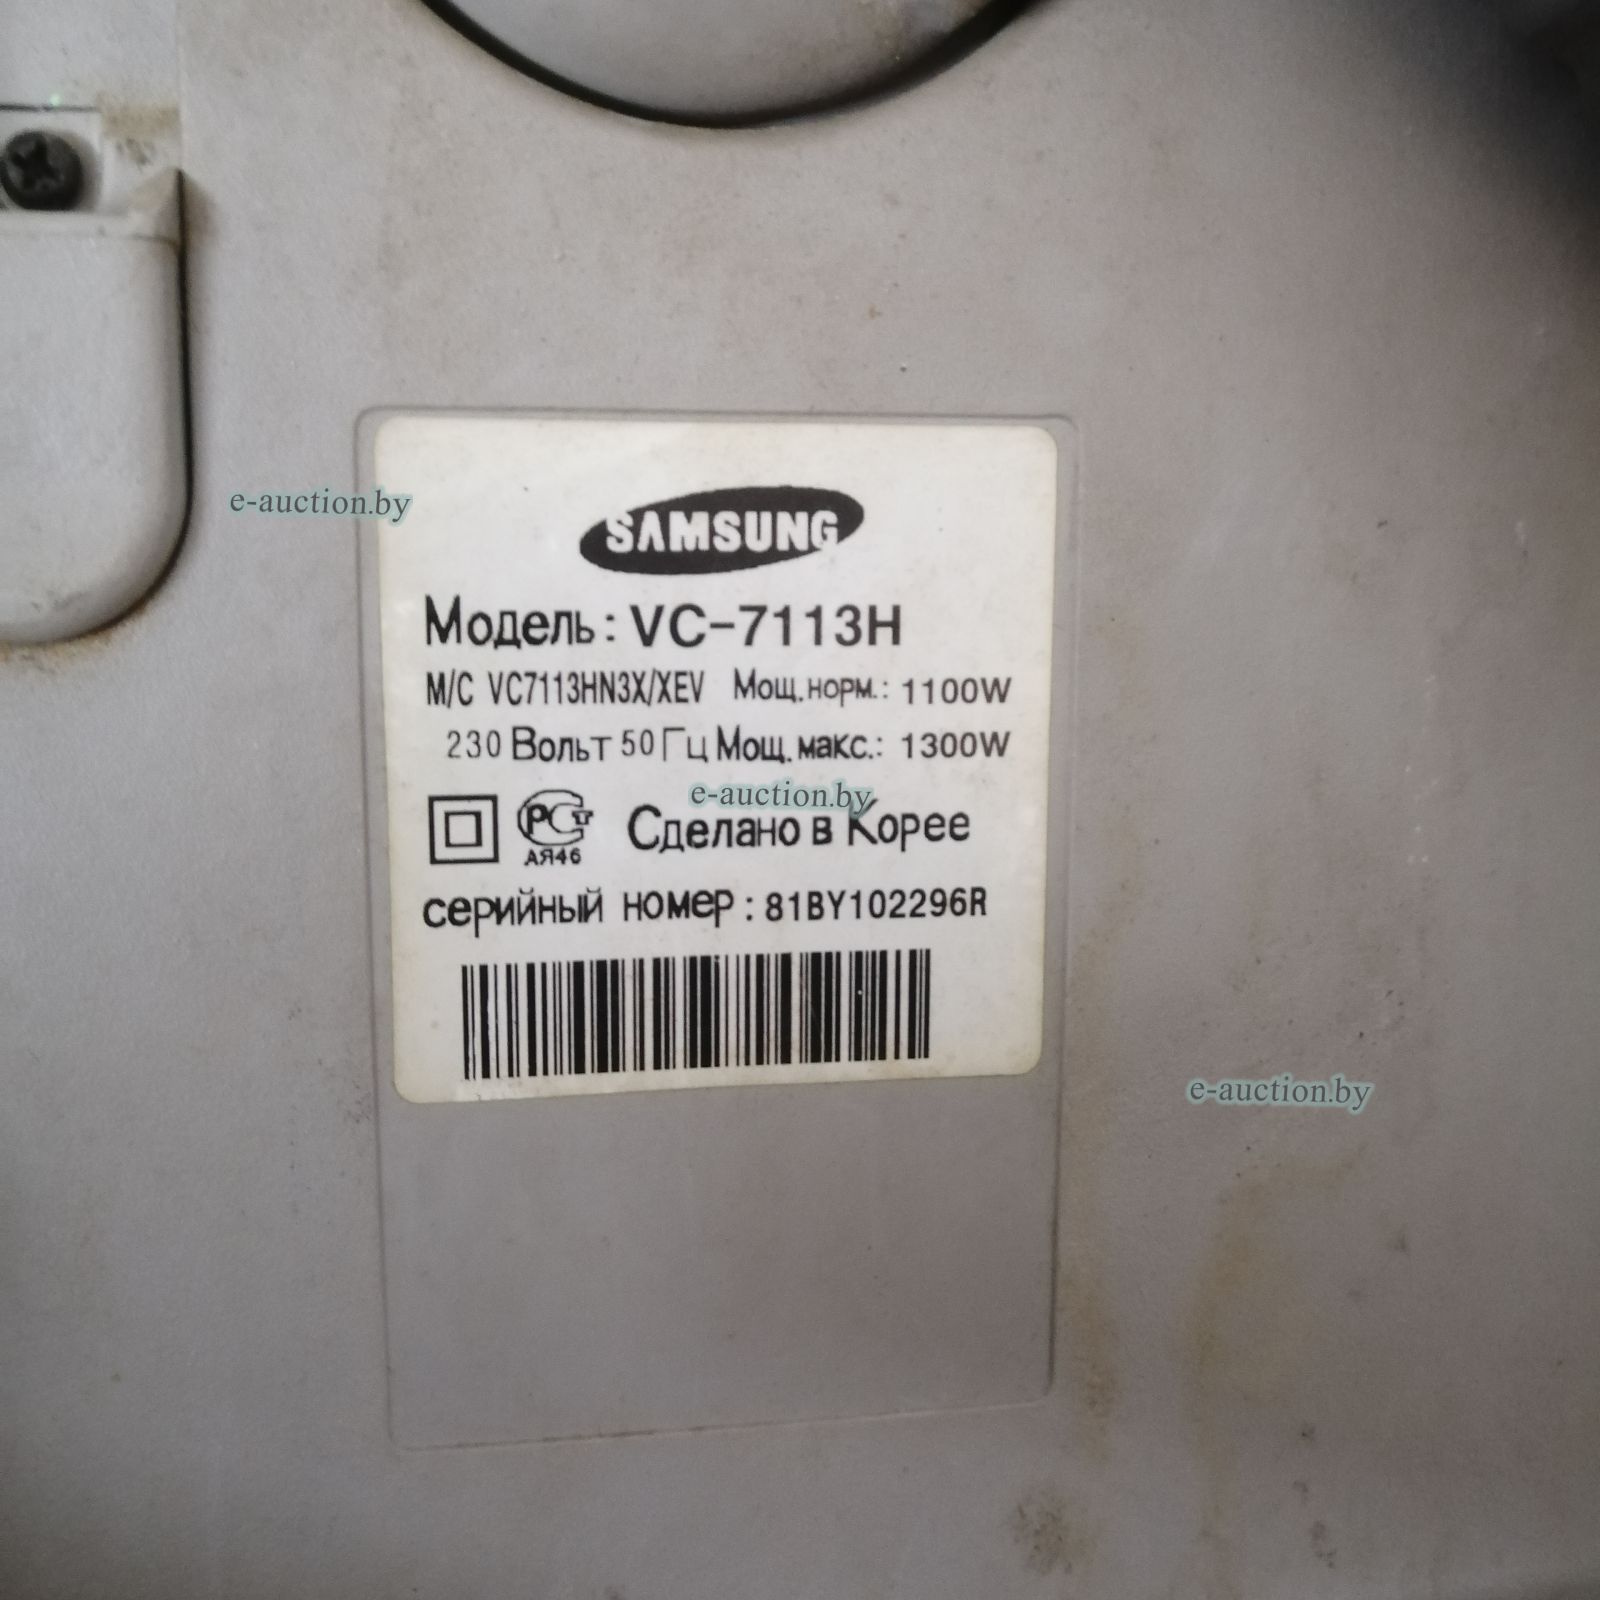 SAMSUNG
Модель: VC-7113H
M/C VC7113HN3X/XEV Мощ.норм.: 1100W
230 Вольт 50 Гц Мощ.макс.: 1300W
РСТ Сделано в Корее
АЯ46
серийный номер: 81BY102296R
e-auction.by
e-auction.by
e-auction.by